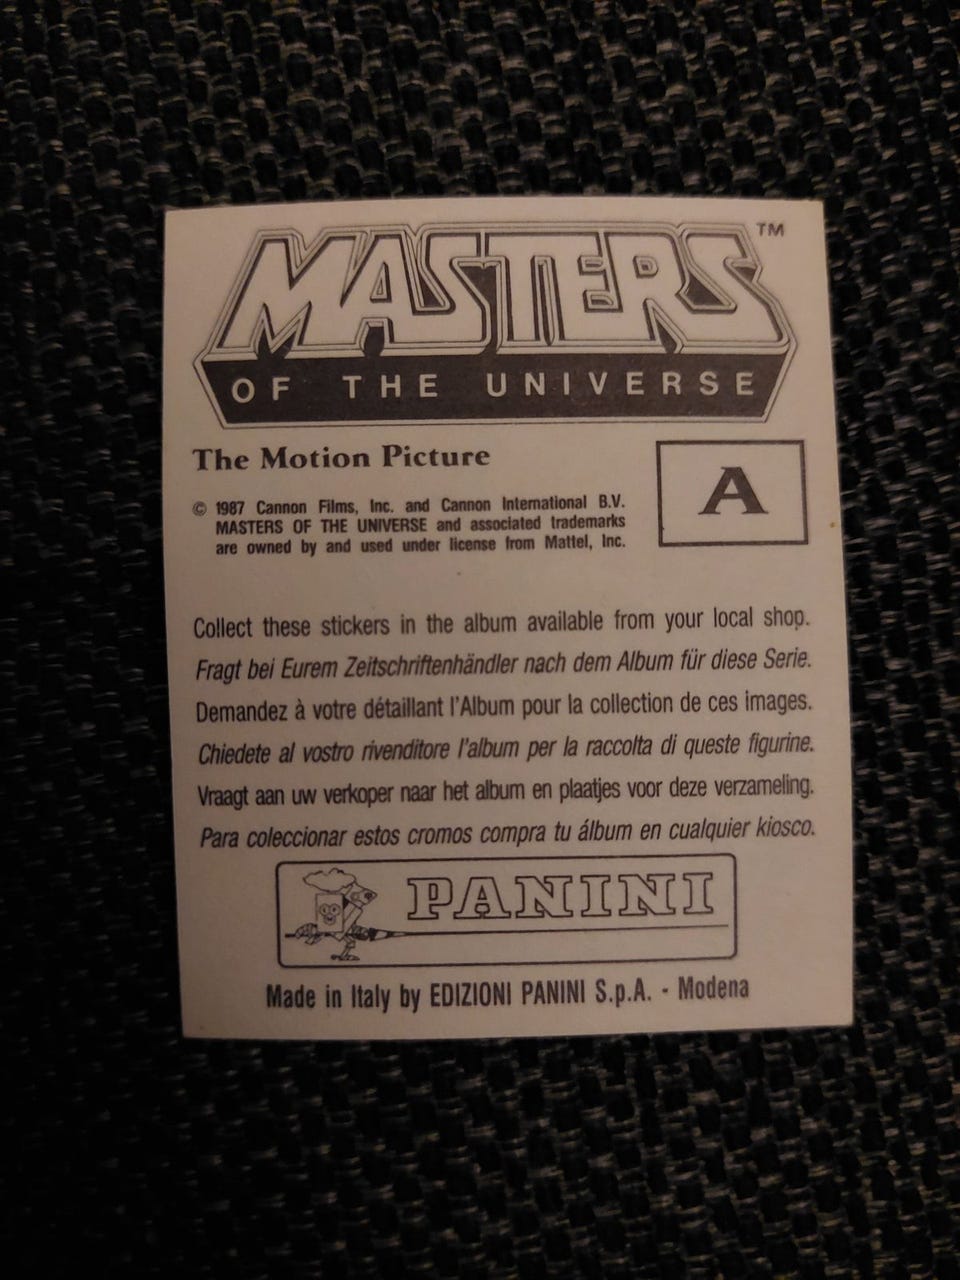 MASTERS™
OF THE UNIVERSE
The Motion Picture
A
© 1987 Cannon Films, Inc. and Cannon International B.V.
MASTERS OF THE UNIVERSE and associated trademarks
are owned by and used under license from Mattel, Inc.
Collect these stickers in the album available from your local shop.
Fragt bei Eurem Zeitschriftenhändler nach dem Album für diese Serie.
Demandez à votre détaillant l'Album pour la collection de ces images.
Chiedete al vostro rivenditore l'album per la raccolta di queste figurine.
Vraagt aan uw verkoper naar het album en plaatjes voor deze verzameling.
Para coleccionar estos cromos compra tu álbum en cualquier kiosco.
PANINI
Made in Italy by EDIZIONI PANINI S.p.A. - Modena